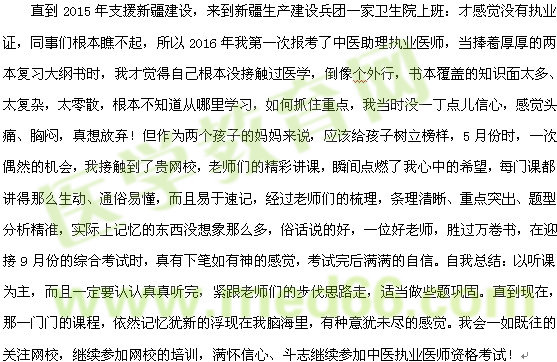 直到 2015 年支援新疆建设，来到新疆生产建设兵团一家卫生院上班：才感觉没有执业
证，同事们根本瞧不起，所以 2016 年我第一次报考了中医助理执业医师，当捧着厚厚的两
本复习大纲书时，我才觉得自己根本没接触过医学，倒像个外行，书本覆盖的知识面太多、
太复杂，太零散，根本不知道从哪里学习，如何抓住重点，我当时没一丁点儿信心，感觉头
痛、胸闷，真想放弃！但作为两个孩子的妈妈来说，应该给孩子树立榜样，5 月份时，一次
偶然的机会，我接触到了贵网校，老师们的精彩讲课，瞬间点燃了我心中的希望，每门课都
讲得那么生动、通俗易懂，而且易于速记，经过老师们的梳理，条理清晰、重点突出、题型
分析精准，实际上记忆的东西没想象那么多，俗话说的好，一位好老师，胜过万卷书，在迎
接 9 月份的综合考试时，真有下笔如有神的感觉，考试完后满满的自信。自我总结：以听课
为主，而且一定要认认真真听完，紧跟老师们的步伐思路走，适当做些题巩固。直到现在，
那一门门的课程，依然记忆犹新的浮现在我脑海里，有种意犹未尽的感觉。我会一如既往的
关注网校，继续参加网校的培训，满怀信心、斗志继续参加中医执业医师资格考试！
医学教育网
www.med66.com